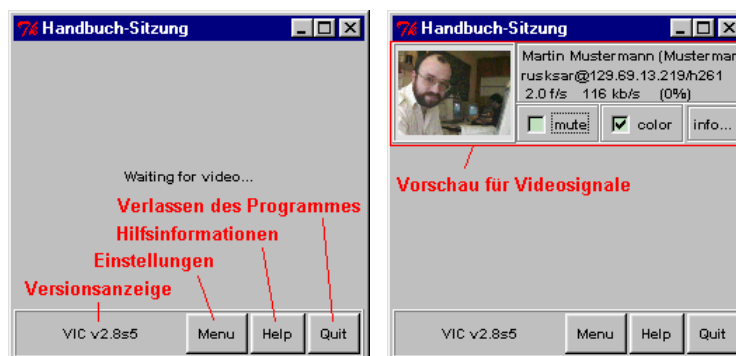 Handbuch-Sitzung
Waiting for video...
Verlassen des Programmes
Hilfsinformationen
Einstellungen
Versionsanzeige
VIC v2.8s5 Menu Help Quit
Handbuch-Sitzung
Martin Mustermann (Musterman
rusksar@129.69.13.219/h261
2.0 f/s 116 kb/s (0%)
mute color info...
Vorschau für Videosignale
VIC v2.8s5 Menu Help Quit